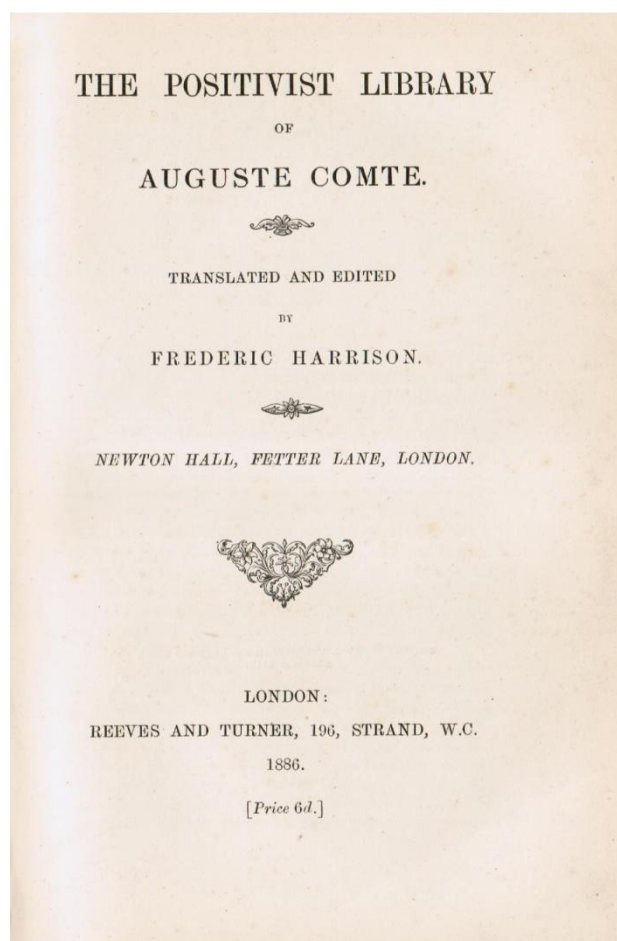 THE POSITIVIST LIBRARY
OF
AUGUSTE COMTE.
TRANSLATED AND EDITED
BY
FREDERIC HARRISON.
NEWTON HALL, FETTER LANE, LONDON.
LONDON:
REEVES AND TURNER, 196, STRAND, W.C.
1886.
[Price 6d.]